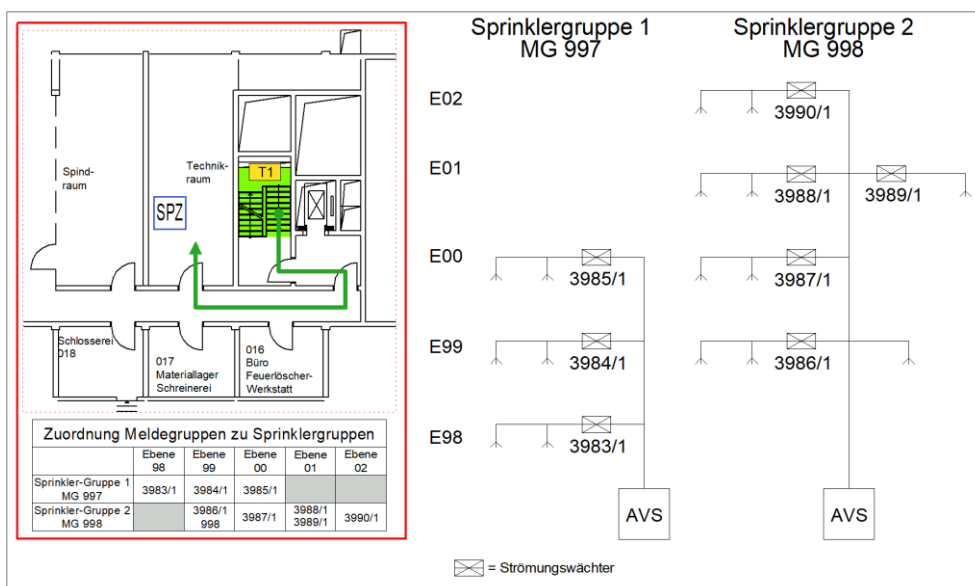 Spind-
raum
Technik-
raum
T1
SPZ
Schlosserei
018
017
Materiallager
Schreinerei
016
Büro
Feuerlöscher-
Werkstatt
Zuordnung Meldegruppen zu Sprinklergruppen
Ebene 98 Ebene 99 Ebene 00 Ebene 01 Ebene 02
Sprinkler-Gruppe 1 MG 997 3983/1 3984/1 3985/1
Sprinkler-Gruppe 2 MG 998 3986/1 998 3987/1 3988/1 3989/1 3990/1
Sprinklergruppe 1
MG 997
Sprinklergruppe 2
MG 998
E02
3990/1
E01
3988/1 3989/1
E00
3985/1 3987/1
E99
3984/1 3986/1
E98
3983/1
AVS AVS
= Strömungswächter